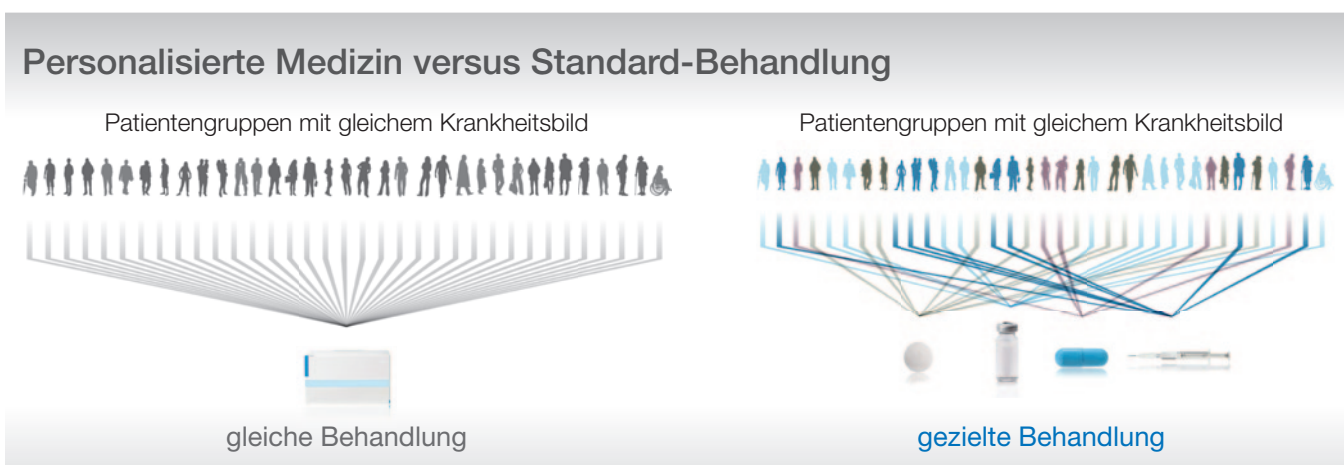 Personalisierte Medizin versus Standard-Behandlung
Patientengruppen mit gleichem Krankheitsbild
gleiche Behandlung
Patientengruppen mit gleichem Krankheitsbild
gezielte Behandlung